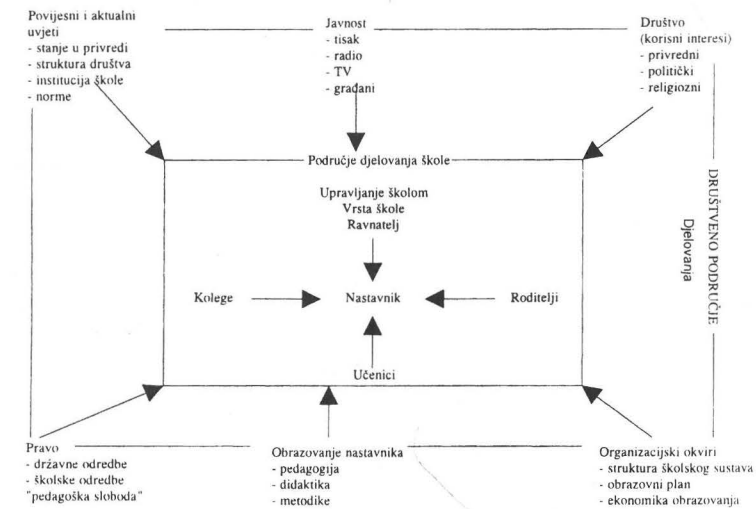 Povijesni i aktualni
uvjeti
- stanje u privredi
- struktura društva
- institucija škole
- norme
Javnost
- tisak
- radio
- TV
- građani
Društvo
(korisni interesi)
- privredni
- politički
- religiozni
Područje djelovanja škole
Upravljanje školom
Vrsta škole
Ravnatelj
Kolege
Nastavnik
Roditelji
Učenici
DRUŠTVENO PODRUČJE
Djelovanja
Pravo
- državne odredbe
- školske odredbe
"pedagoška sloboda"
Obrazovanje nastavnika
- pedagogija
- didaktika
- metodike
Organizacijski okviri
- struktura školskog sustava
- obrazovni plan
- ekonomika obrazovanja